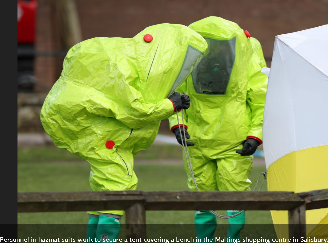 Personnel in hazmat suits work to secure a tent covering a bench in the Maltings shopping centre in Salisbury,